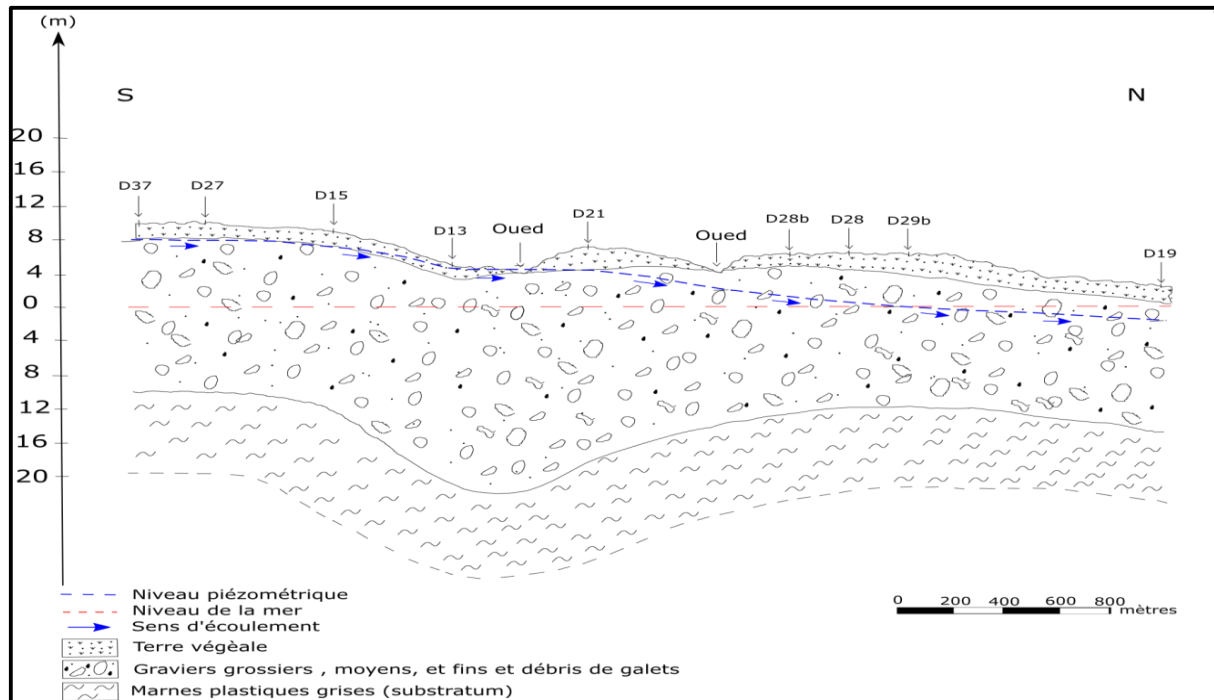 (m)
S N
20
16
12
8
4
0
4
8
12
16
20
D37 D27 D15 D13 Oued D21 Oued D28b D28 D29b D19
Niveau piézométrique
Niveau de la mer
Sens d'écoulement
Terre végèale
Graviers grossiers , moyens, et fins et débris de galets
Marnes plastiques grises (substratum)
0 200 400 600 800 mètres